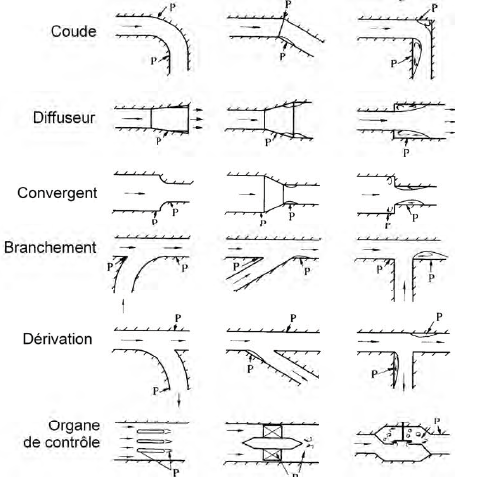 P P P
Coude
P P
Diffuseur
P P P
Convergent
P P P P P P
Branchement
P P P P P P
Dérivation
P P P
P P P
Organe
de contrôle
P P P